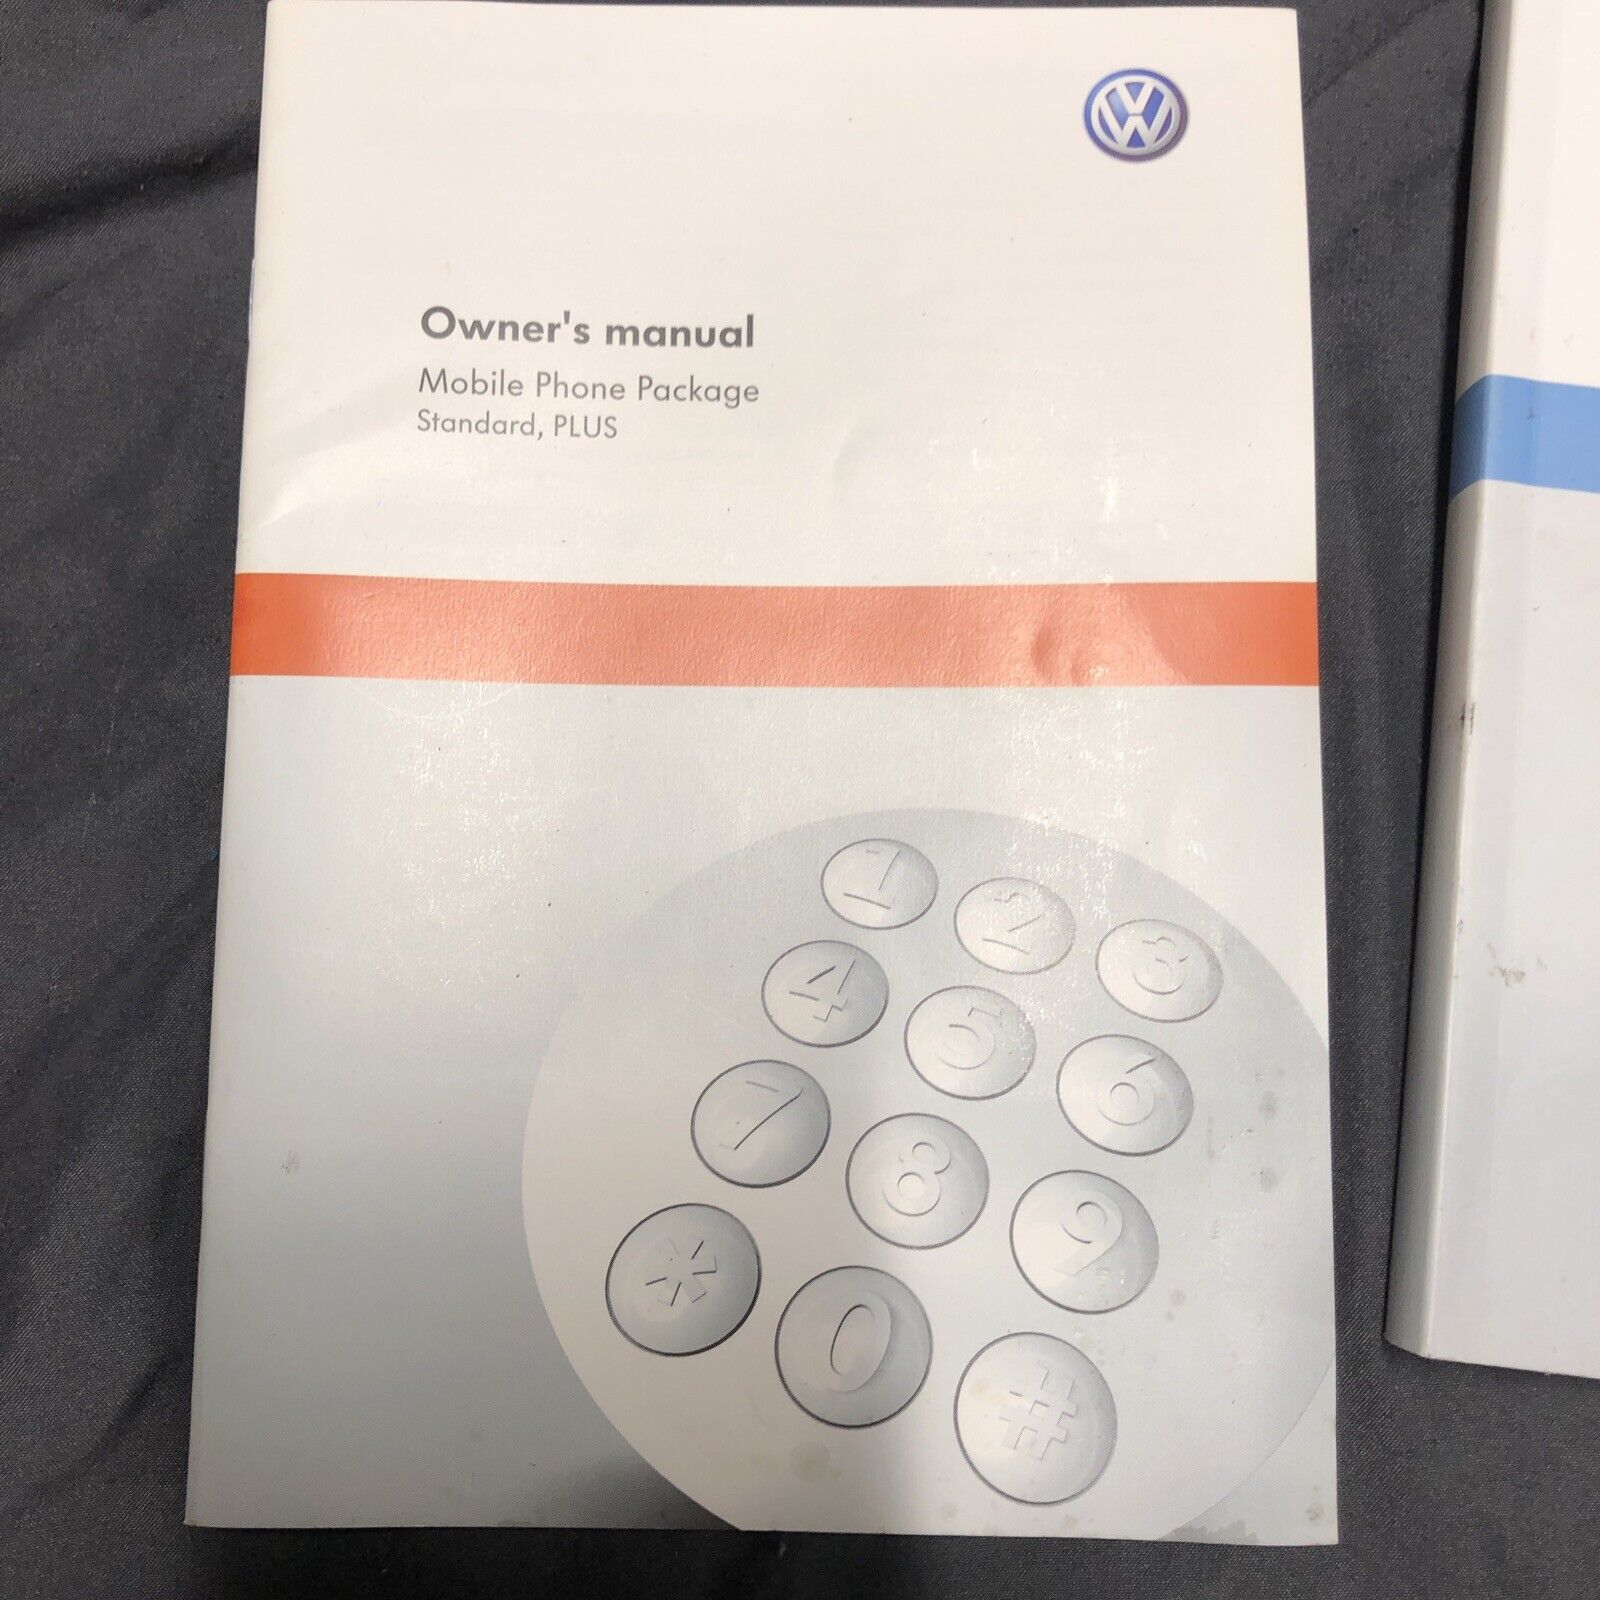 VW
Owner's manual
Mobile Phone Package
Standard, PLUS
1 2 3
4 5 6
7 8 9
* 0 #